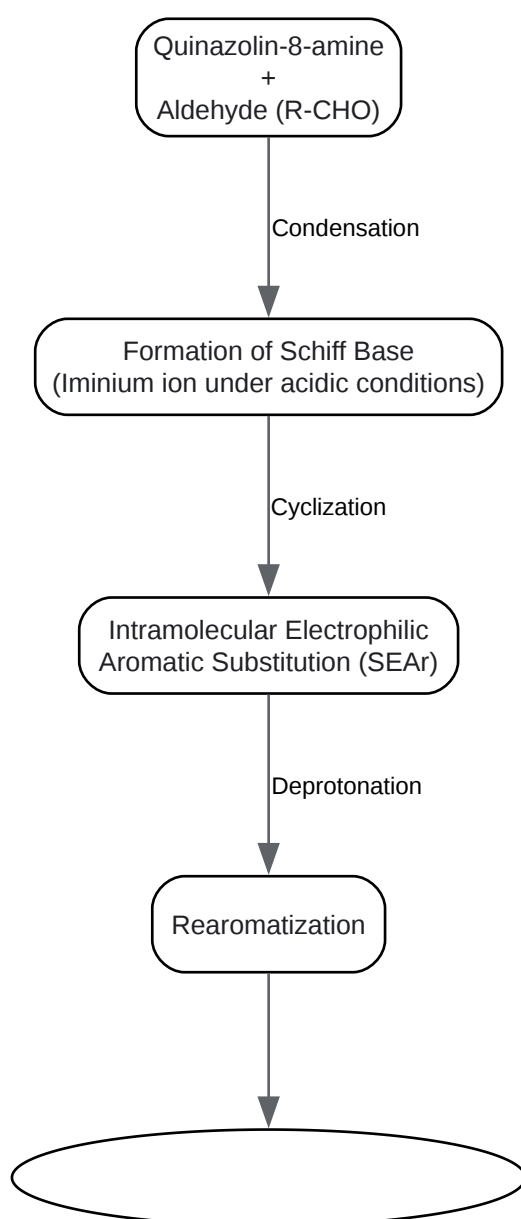 Quinazolin-8-amine
+
Aldehyde (R-CHO)
Condensation
Formation of Schiff Base
(Iminium ion under acidic conditions)
Cyclization
Intramolecular Electrophilic
Aromatic Substitution (SEAr)
Deprotonation
Rearomatization